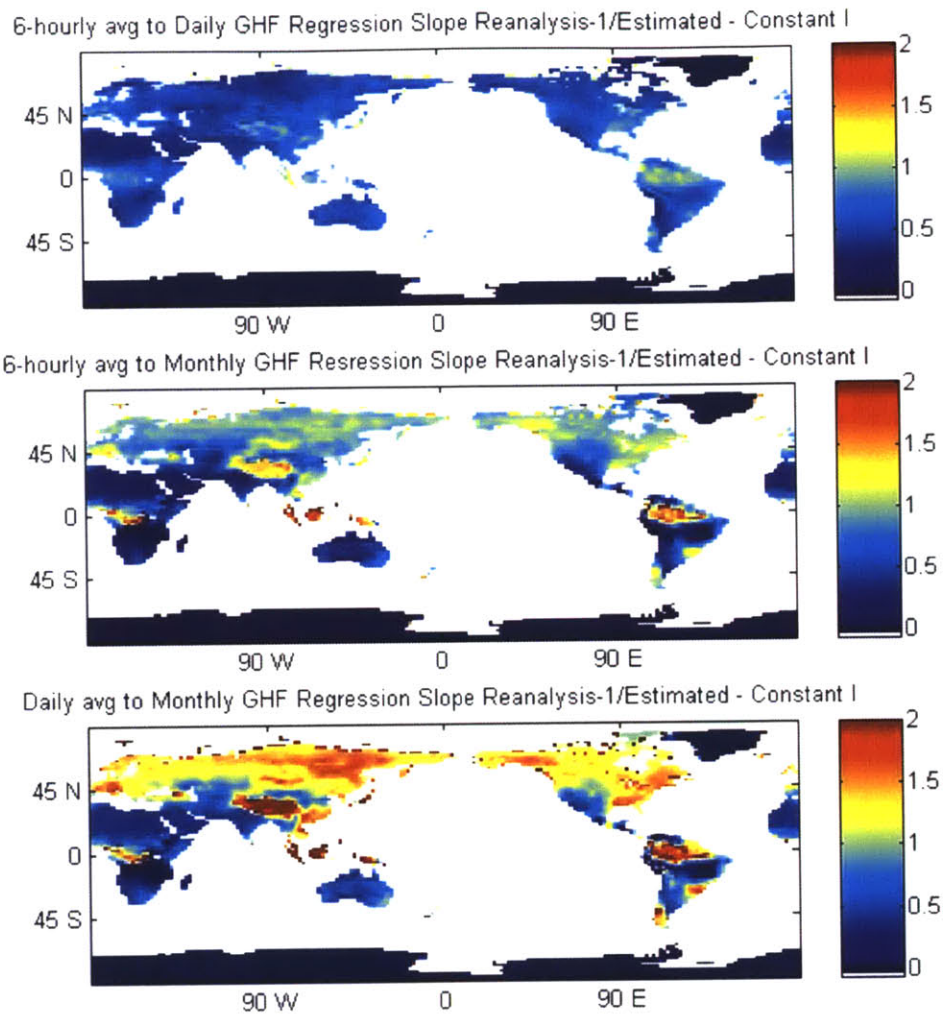 6-hourly avg to Daily GHF Regression Slope Reanalysis-1/Estimated - Constant I
2
1.5
1
0.5
0
45 N
0
45 S
90 W
0
90 E
6-hourly avg to Monthly GHF Resression Slope Reanalysis-1/Estimated - Constant I
2
1.5
1
0.5
0
45 N
0
45 S
90 W
0
90 E
Daily avg to Monthly GHF Regression Slope Reanalysis-1/Estimated - Constant I
2
1.5
1
0.5
0
45 N
0
45 S
90 W
0
90 E